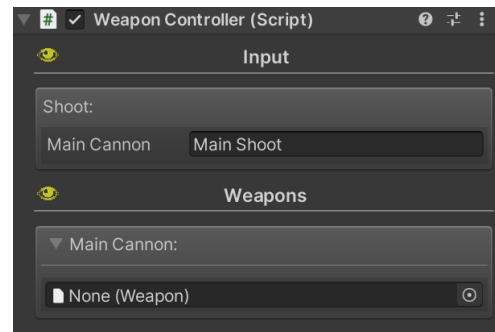 Weapon Controller (Script)
Input
Shoot:
Main Cannon Main Shoot
Weapons
Main Cannon:
None (Weapon)